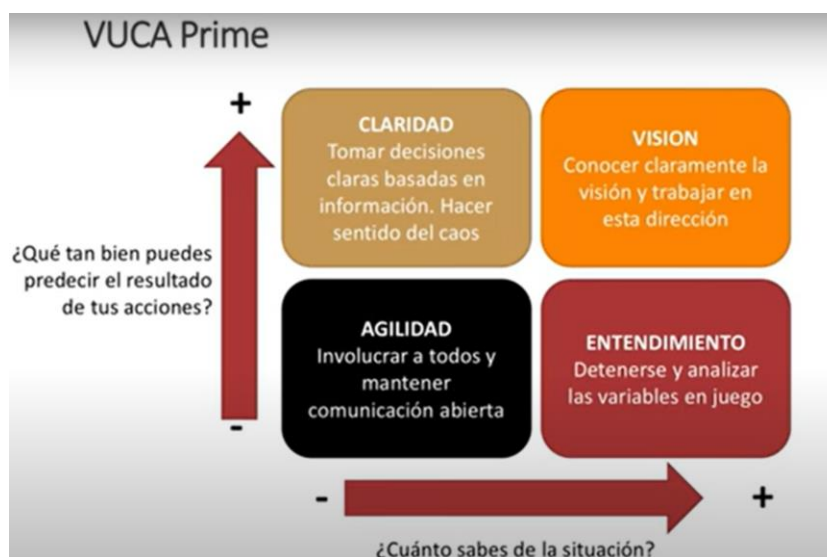 VUCA Prime
+
CLARIDAD
Tomar decisiones
claras basadas en
información. Hacer
sentido del caos
VISION
Conocer claramente la
visión y trabajar en
esta dirección
¿Qué tan bien puedes
predecir el resultado
de tus acciones?
AGILIDAD
Involucrar a todos y
mantener
comunicación abierta
ENTENDIMIENTO
Detenerse y analizar
las variables en juego
-
- +
¿Cuánto sabes de la situación?